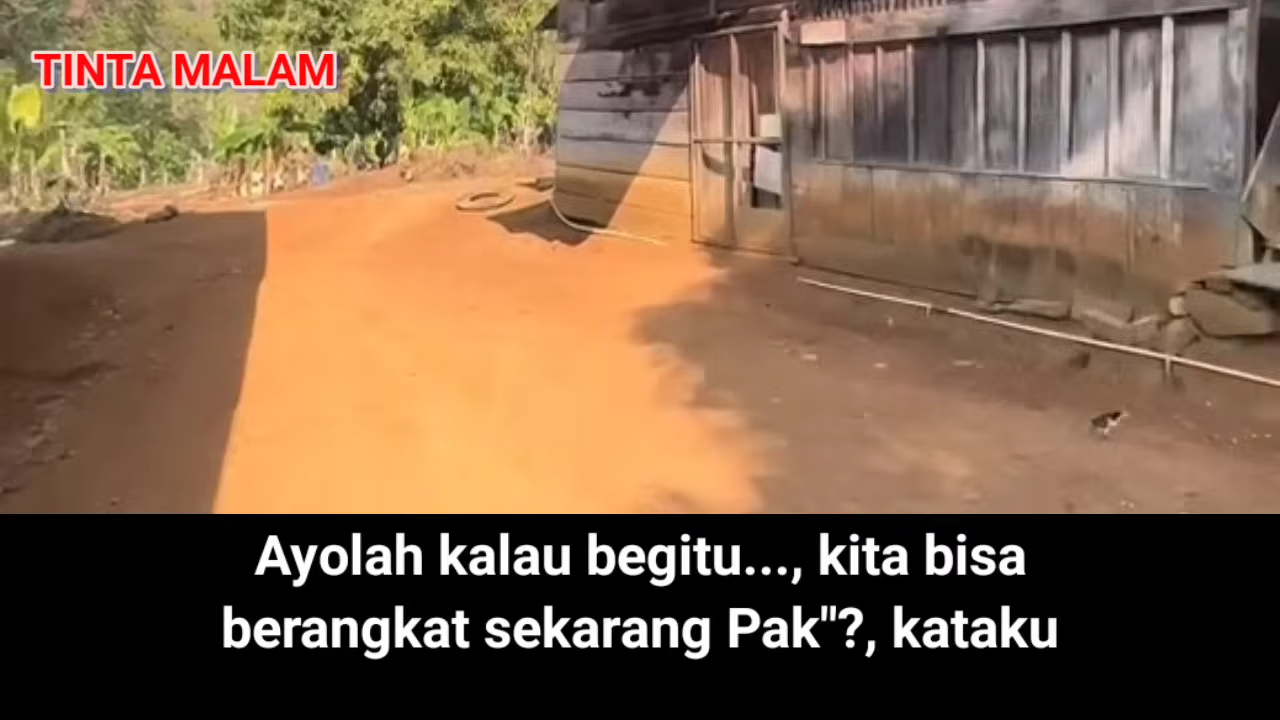 TINTA MALAM
Ayolah kalau begitu..., kita bisa
berangkat sekarang Pak"?, kataku